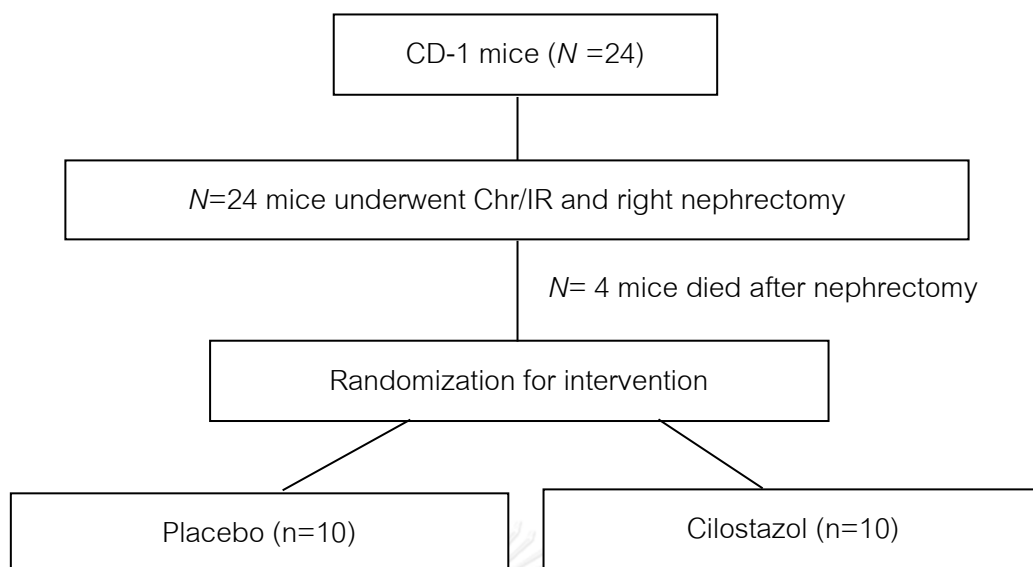 CD-1 mice (N =24)
N=24 mice underwent Chr/IR and right nephrectomy
N= 4 mice died after nephrectomy
Randomization for intervention
Placebo (n=10)
Cilostazol (n=10)